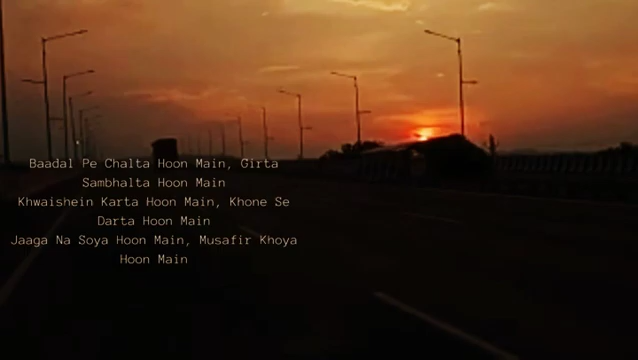 Baadal Pe Chalta Hoon Main, Girta
Sambhalta Hoon Main
Khwaishein Karta Hoon Main, Khone Se
Darta Hoon Main
Jaaga Na Soya Hoon Main, Musafir Khoya
Hoon Main